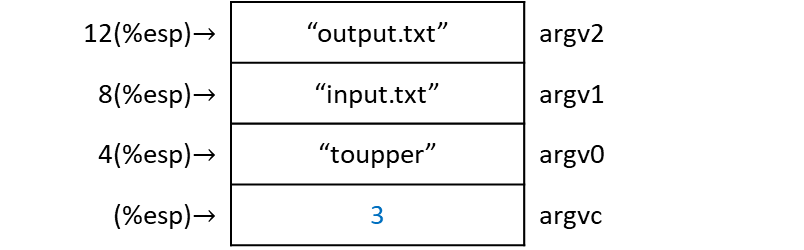 12(%esp)→ “output.txt” argv2
8(%esp)→ “input.txt” argv1
4(%esp)→ “toupper” argv0
(%esp)→ 3 argvc